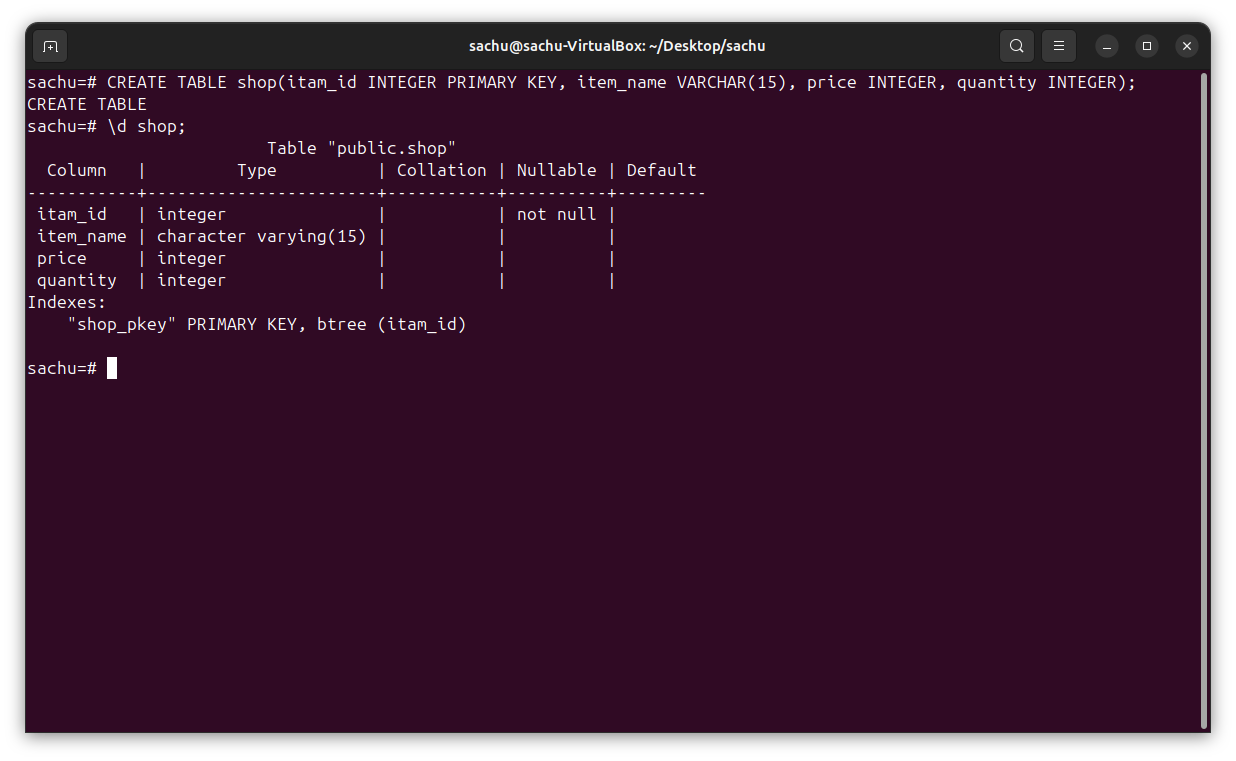 sachu@sachu-VirtualBox: ~/Desktop/sachu
sachu=# CREATE TABLE shop(itam_id INTEGER PRIMARY KEY, item_name VARCHAR(15), price INTEGER, quantity INTEGER);
CREATE TABLE
sachu=# \d shop;
                        Table "public.shop"
  Column   |         Type          | Collation | Nullable | Default 
-----------+-----------------------+-----------+----------+---------
 itam_id   | integer               |           | not null | 
 item_name | character varying(15) |           |          | 
 price     | integer               |           |          | 
 quantity  | integer               |           |          | 
Indexes:
    "shop_pkey" PRIMARY KEY, btree (itam_id)
sachu=#